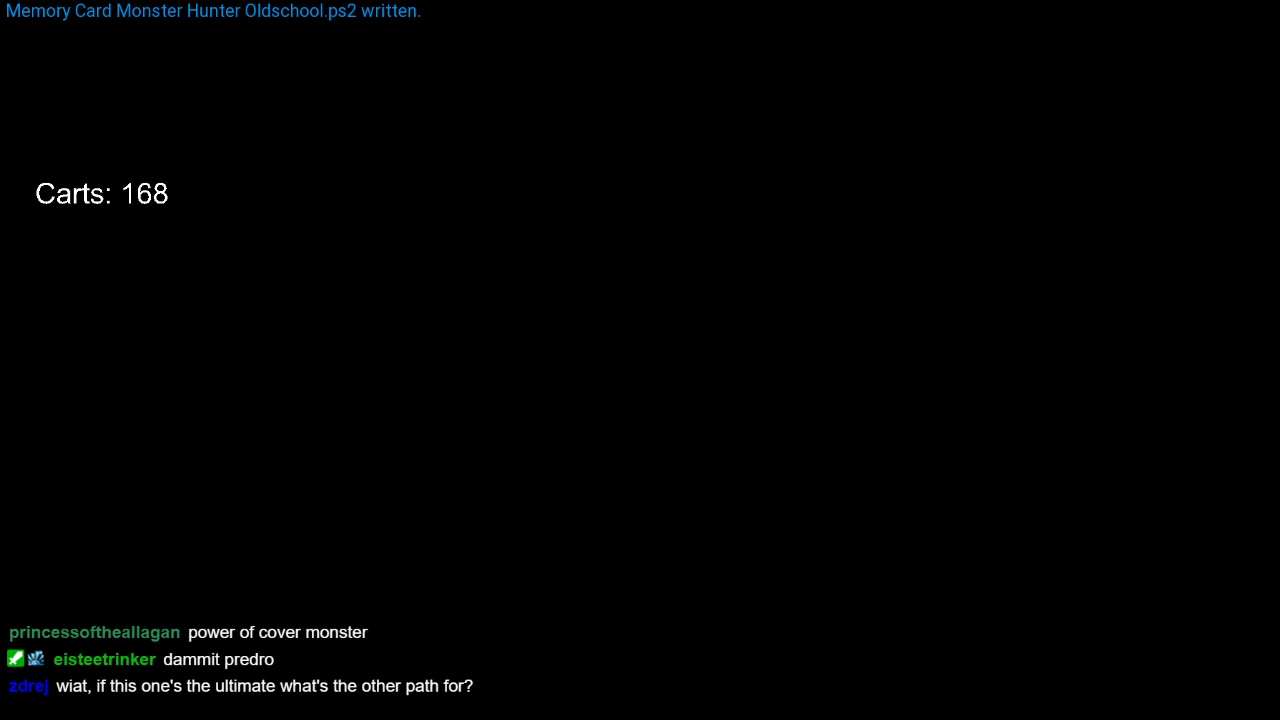 Memory Card Monster Hunter Oldschool.ps2 written.
Carts: 168
princessoftheallagan power of cover monster
eisteetrinker dammit predro
zdrej wiat, if this one's the ultimate what's the other path for?